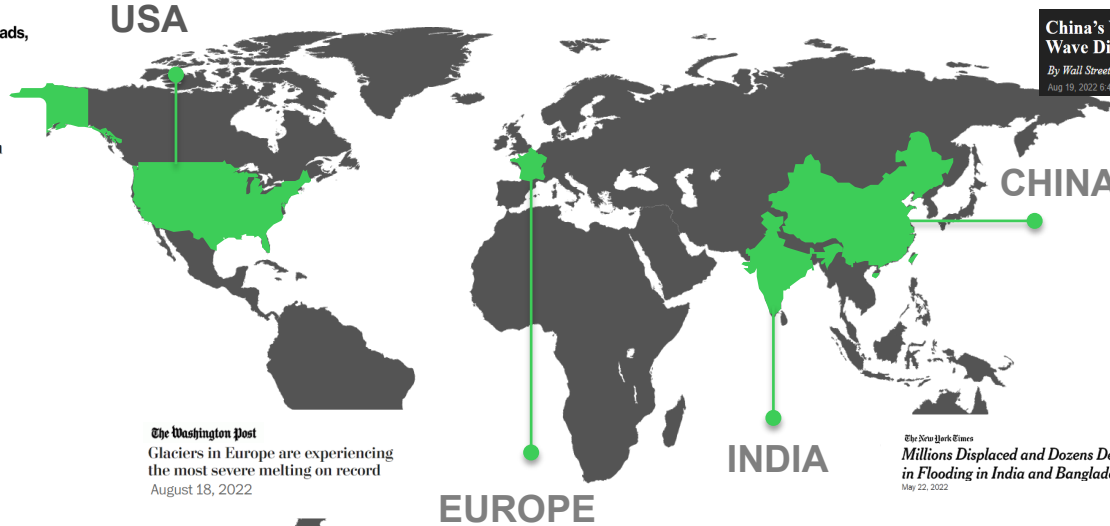 USA
ads,
China's
Wave Di
By Wall Street
Aug 19, 2022 6:4
CHINA
The Washington Post
Glaciers in Europe are experiencing
the most severe melting on record
August 18, 2022
INDIA
The New York Times
Millions Displaced and Dozens De
in Flooding in India and Banglade
May 22, 2022
EUROPE